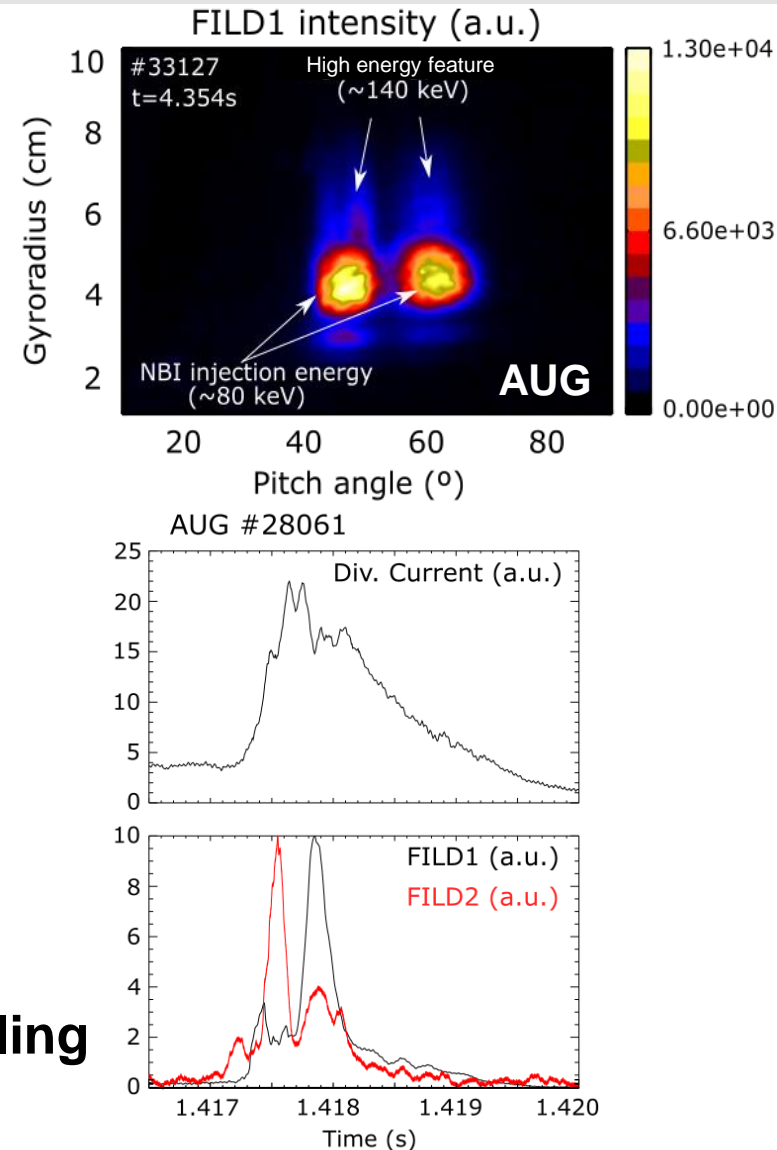 FILD1 intensity (a.u.)
#33127
t=4.354s
High energy feature
(~140 keV)
NBI injection energy
(~80 keV)
AUG
Gyroradius (cm)
10
8
6
4
2
20 40 60 80
Pitch angle (º)
1.30e+04
6.60e+03
0.00e+00
AUG #28061
Div. Current (a.u.)
25
20
15
10
5
0
FILD1 (a.u.)
FILD2 (a.u.)
10
8
6
4
2
0
1.417 1.418 1.419 1.420
Time (s)
ling